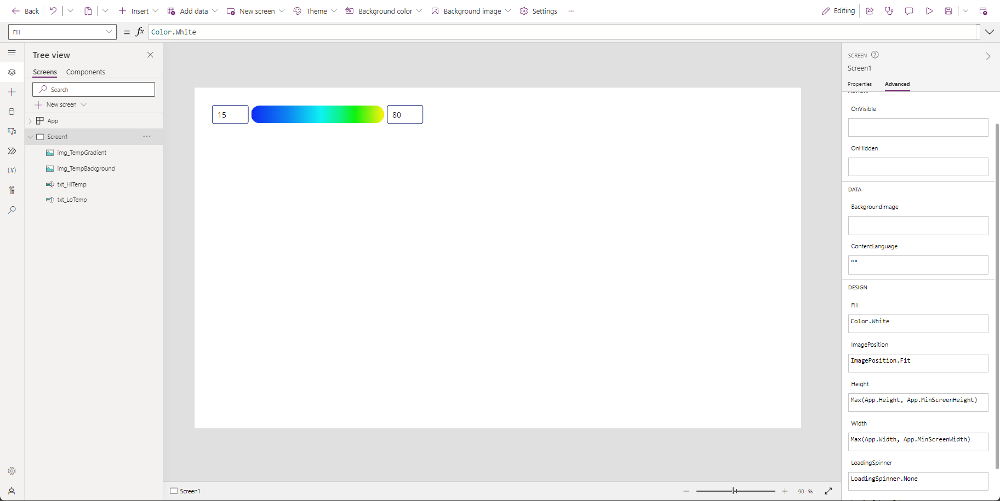 Back Insert Add data New screen Theme Background color Background image Settings ... Editing
Fill = fx Color.White
Tree view
Screens Components
Search
New screen
App
Screen1 ...
img_TempGradient
img_TempBackground
txt_HiTemp
txt_LoTemp
(x)
15 80
Screen1
90 %
SCREEN ?
Screen1
Properties Advanced
ACTION
OnVisible
OnHidden
DATA
BackgroundImage
ContentLanguage
""
DESIGN
Fill
Color.White
ImagePosition
ImagePosition.Fit
Height
Max(App.Height, App.MinScreenHeight)
Width
Max(App.Width, App.MinScreenWidth)
LoadingSpinner
LoadingSpinner.None